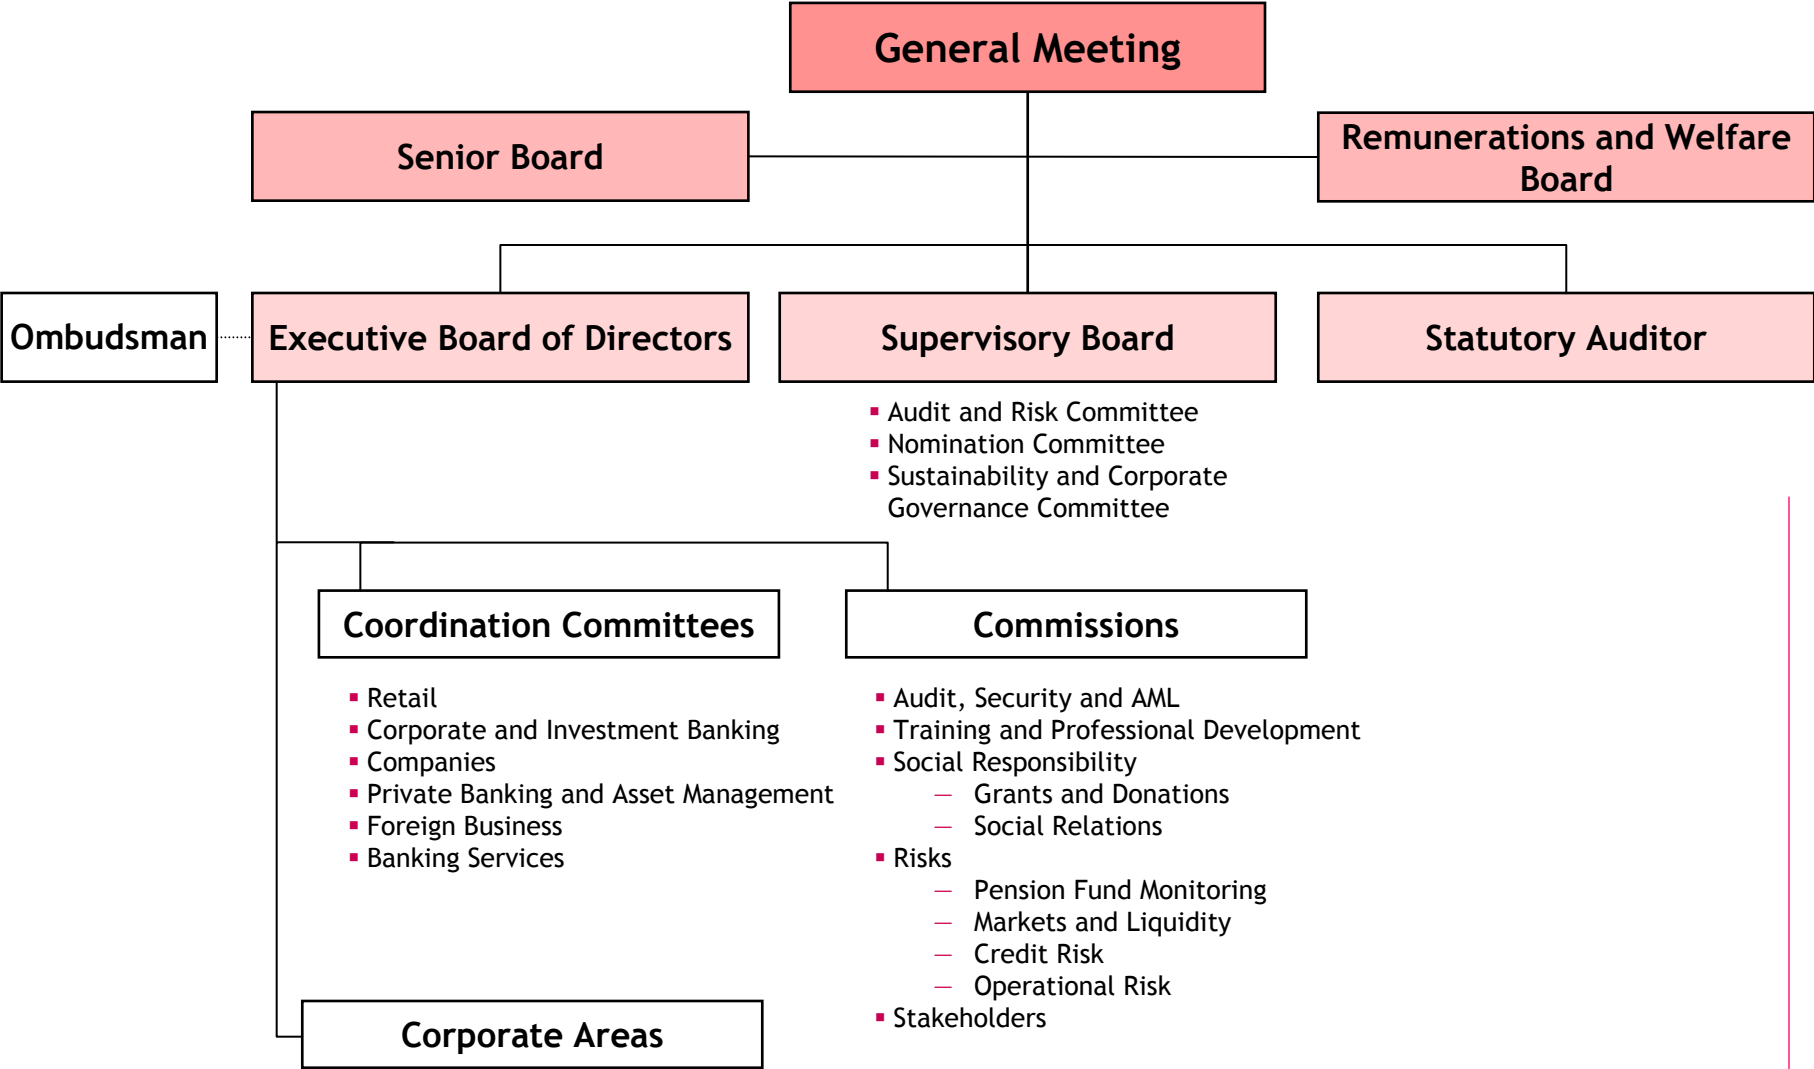 General Meeting
Senior Board
Remunerations and Welfare
Board
Ombudsman
Executive Board of Directors
Supervisory Board
Statutory Auditor
▪ Audit and Risk Committee
▪ Nomination Committee
▪ Sustainability and Corporate
Governance Committee
Coordination Committees
▪ Retail
▪ Corporate and Investment Banking
▪ Companies
▪ Private Banking and Asset Management
▪ Foreign Business
▪ Banking Services
Commissions
▪ Audit, Security and AML
▪ Training and Professional Development
▪ Social Responsibility
— Grants and Donations
— Social Relations
▪ Risks
— Pension Fund Monitoring
— Markets and Liquidity
— Credit Risk
— Operational Risk
▪ Stakeholders
Corporate Areas